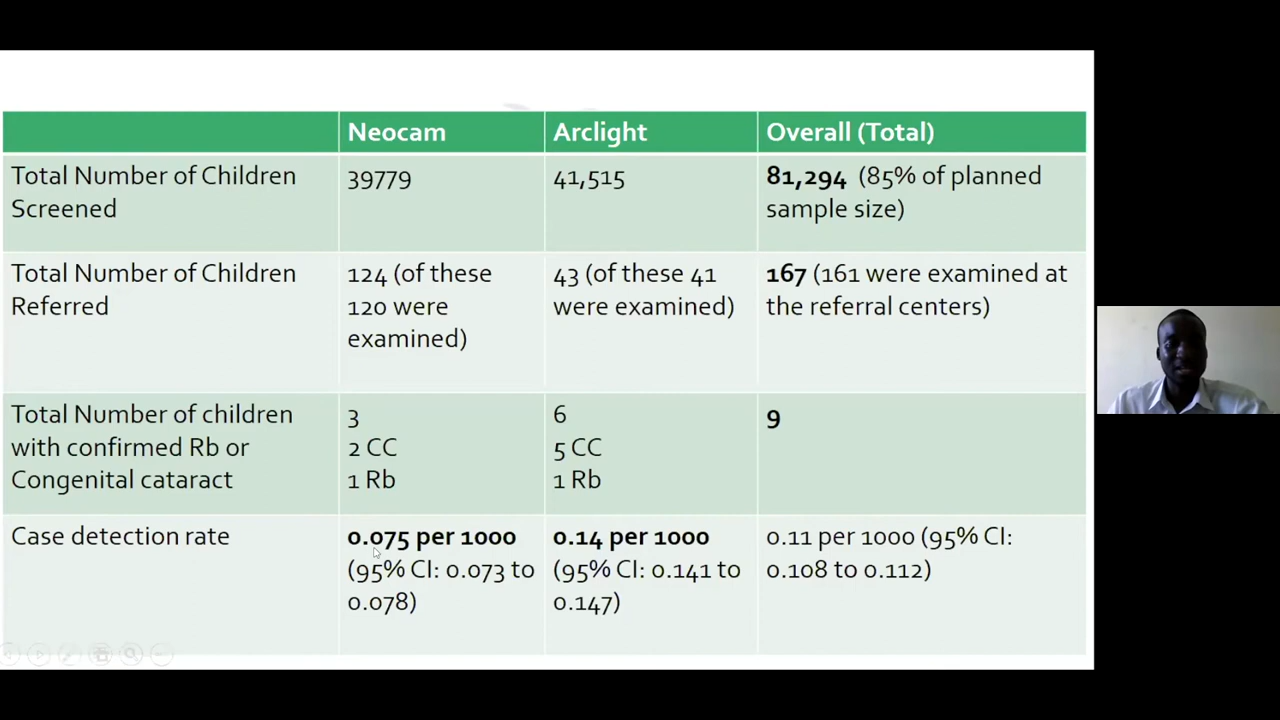 Neocam
Arclight
Overall (Total)
Total Number of Children
Screened
39779
41,515
81,294 (85% of planned
sample size)
Total Number of Children
Referred
124 (of these
120 were
examined)
43 (of these 41
were examined)
167 (161 were examined at
the referral centers)
Total Number of children
with confirmed Rb or
Congenital cataract
3
2 CC
1 Rb
6
5 CC
1 Rb
9
Case detection rate
0.075 per 1000
(95% CI: 0.073 to
0.078)
0.14 per 1000
(95% CI: 0.141 to
0.147)
0.11 per 1000 (95% CI:
0.108 to 0.112)